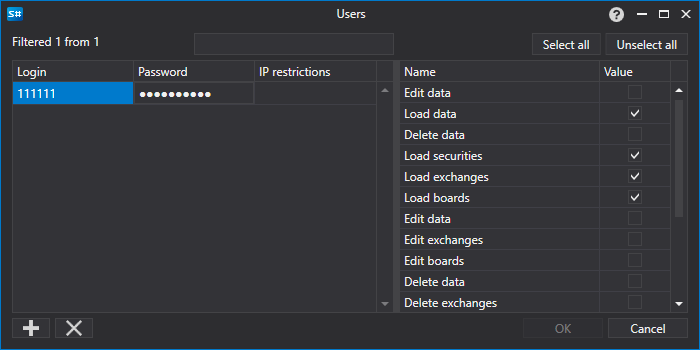 S# Users ?
Filtered 1 from 1 Select all Unselect all
Login Password IP restrictions Name Value
111111 ●●●●●●●●●●
Edit data
Load data
Delete data
Load securities
Load exchanges
Load boards
Edit data
Edit exchanges
Edit boards
Delete data
Delete exchanges
OK Cancel